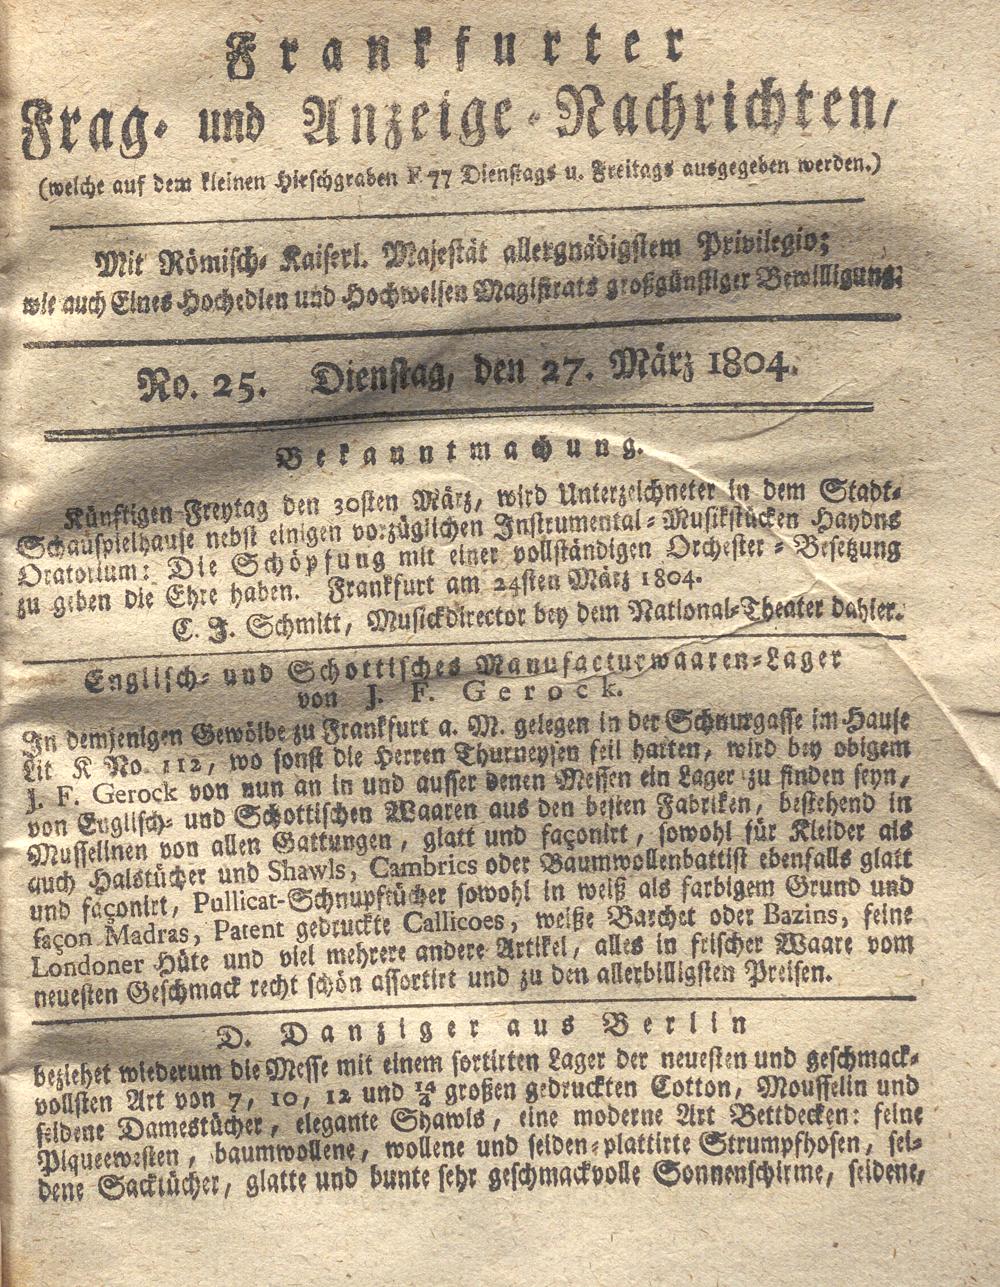 Frankfurter
Frag- und Anzeige-Nachrichten,
(welche auf dem kleinen Hirschgraben F 77 Dienstags u. Freitags ausgegeben werden.)
Mit Römisch- Kaiserl. Majestät allergnädigstem Privilegio;
wie auch Eines Hochedlen und Hochweisen Magistrats großgünstiger Bewilligung.
No. 25. Dienstag, den 27. März 1804.
Bekanntmachung.
Künftigen Freytag den 30sten März, wird Unterzeichneter in dem Stadt-
Schauspielhause nebst einigen vorzüglichen Instrumental-Musikstücken Haydns
Oratorium: Die Schöpfung mit einer vollständigen Orchester-Besetzung
zu geben die Ehre haben. Frankfurt am 24sten März 1804.
C. J. Schmitt, Musickdirector bey dem National-Theater dahier.
Englisch- und Schottisches Manufacturwaaren-Lager
von J. F. Gerock.
In demjenigen Gewölbe zu Frankfurt a. M. gelegen in der Schnurgasse im Hause
Lit K No. 112, wo sonst die Herren Thurneysen feil hatten, wird bey obigem
J. F. Gerock von nun an in und ausser denen Messen ein Lager zu finden seyn,
von Englisch- und Schottischen Waaren aus den besten Fabriken, bestehend in
Musselinen von allen Gattungen, glatt und façonirt, sowohl für Kleider als
auch Halstücher und Shawls, Cambrics oder Baumwollenbattist ebenfalls glatt
und façonirt, Pullicat-Schnupftücher sowohl in weiß als farbigem Grund und
façon Madras, Patent gedruckte Callicoes, weiße Barchet oder Bazins, feine
Londoner Hüte und viel mehrere andere Artikel, alles in frischer Waare vom
neuesten Geschmack recht schön assortirt und zu den allerbilligsten Preisen.
D. Danziger aus Berlin
beziehet wiederum die Messe mit einem sortirten Lager der neuesten und geschmack-
vollsten Art von 7, 10, 12 und 14/4 großen gedruckten Cotton, Mousselin und
seidene Damestücher, elegante Shawls, eine moderne Art Bettdecken: feine
Piqueewesten, baumwollene, wollene und seiden-plattirte Strumpfhosen, sei-
dene Sacktücher, glatte und bunte sehr geschmackvolle Sonnenschirme, seidene,